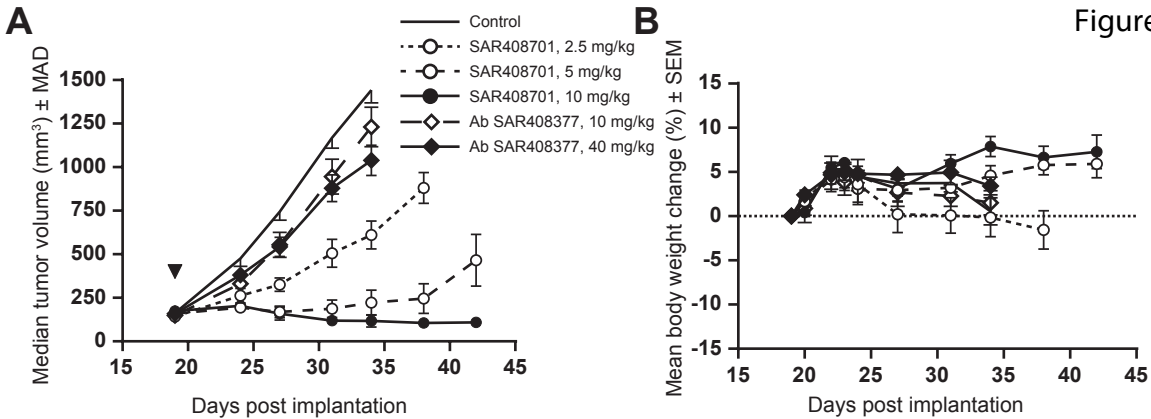 A
Control
SAR408701, 2.5 mg/kg
SAR408701, 5 mg/kg
SAR408701, 10 mg/kg
Ab SAR408377, 10 mg/kg
Ab SAR408377, 40 mg/kg
Median tumor volume (mm³) ± MAD
1500
1250
1000
750
500
250
0
15 20 25 30 35 40 45
Days post implantation
B
Figure
Mean body weight change (%) ± SEM
15
10
5
0
-5
-10
-15
15 20 25 30 35 40 45
Days post implantation